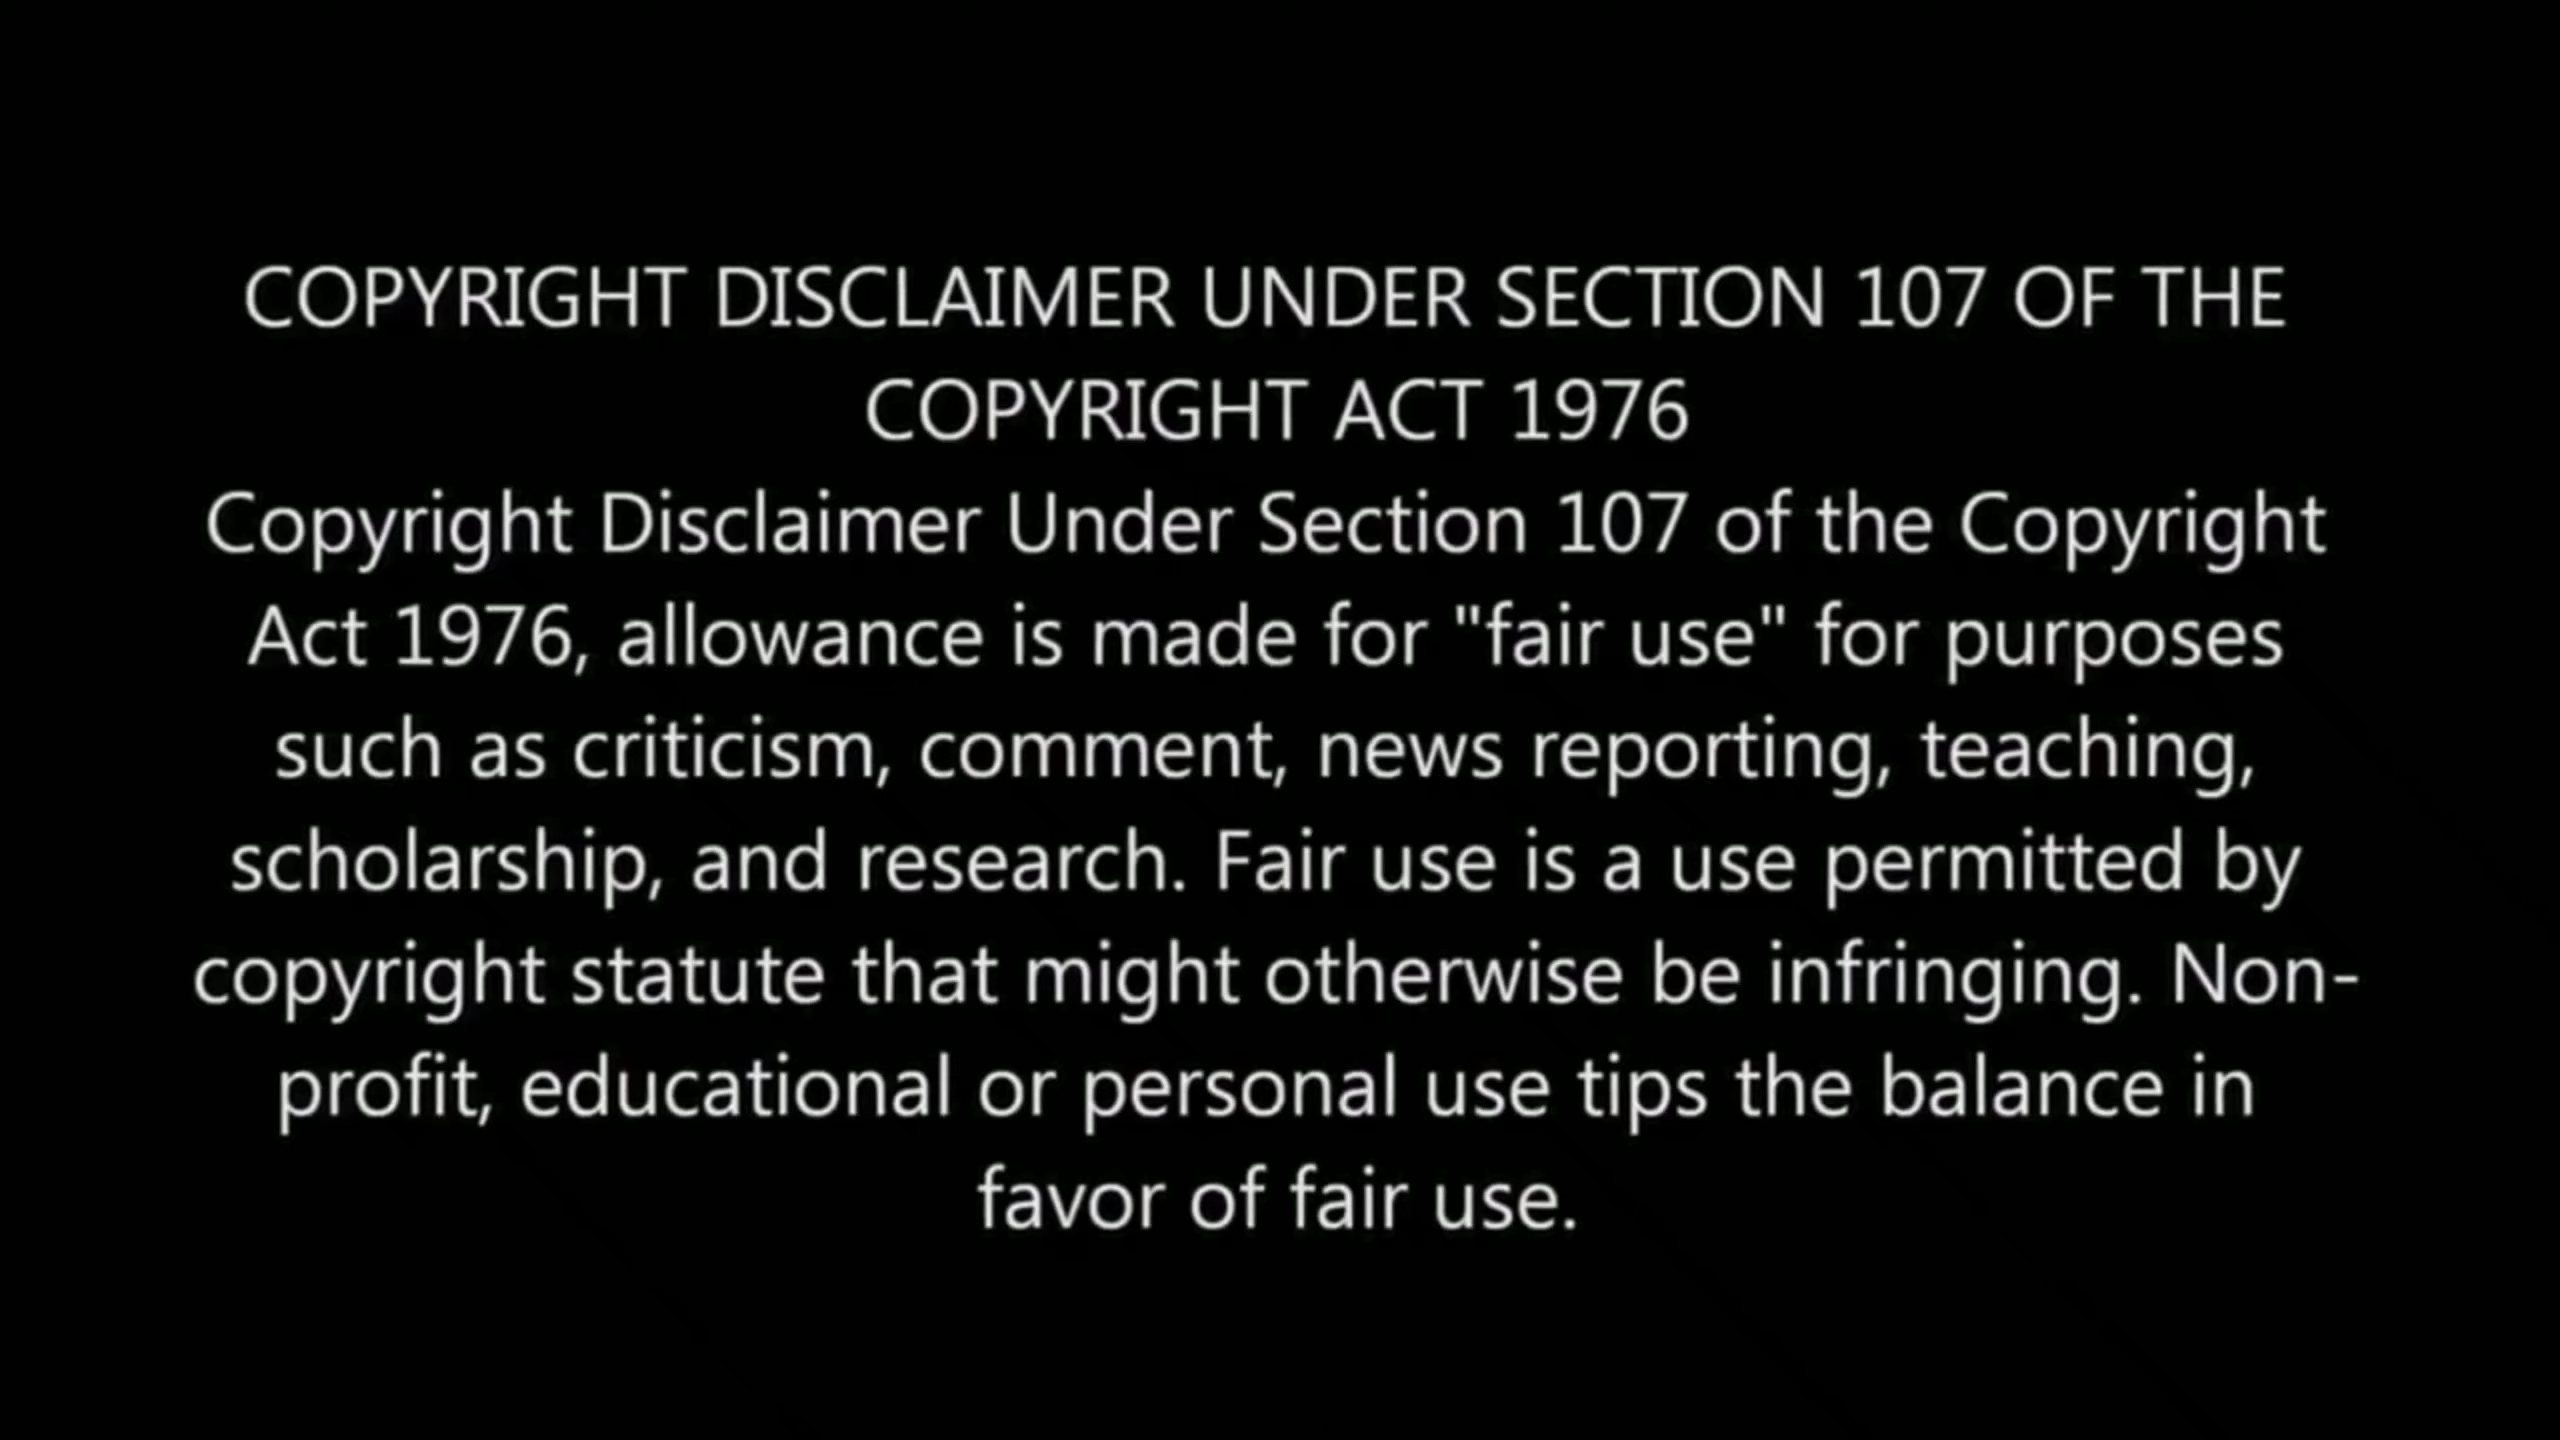 COPYRIGHT DISCLAIMER UNDER SECTION 107 OF THE
COPYRIGHT ACT 1976
Copyright Disclaimer Under Section 107 of the Copyright
Act 1976, allowance is made for "fair use" for purposes
such as criticism, comment, news reporting, teaching,
scholarship, and research. Fair use is a use permitted by
copyright statute that might otherwise be infringing. Non-
profit, educational or personal use tips the balance in
favor of fair use.